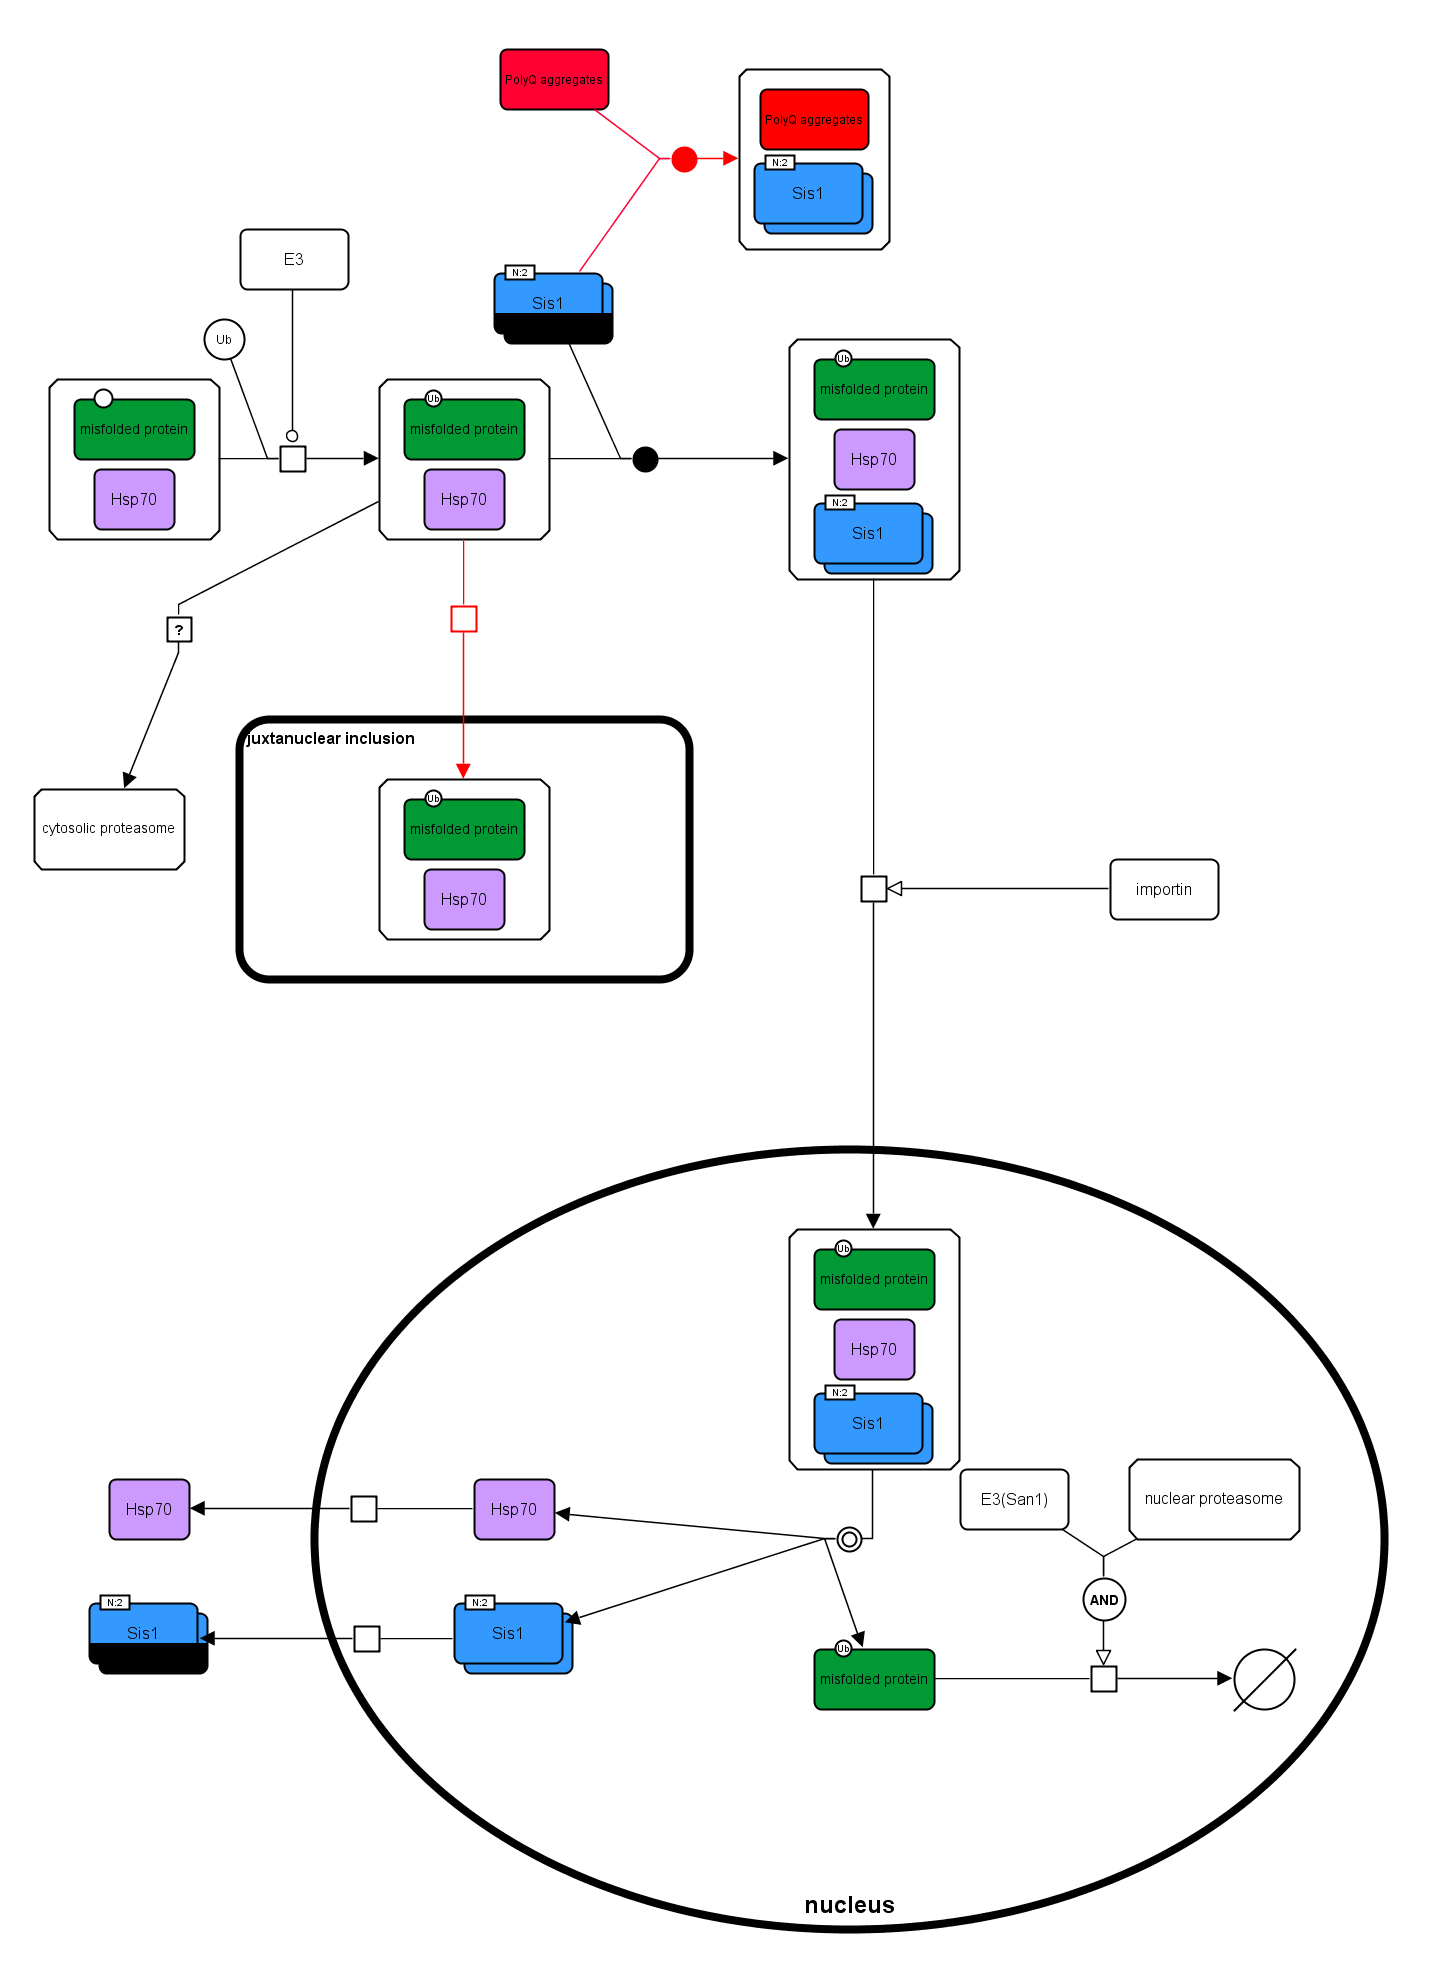 PolyQ aggregates
PolyQ aggregates
N:2
Sis1
E3
N:2
Sis1
Ub
Ub
misfolded protein
Hsp70
N:2
Sis1
misfolded protein
Hsp70
Ub
misfolded protein
Hsp70
?
juxtanuclear inclusion
Ub
misfolded protein
Hsp70
cytosolic proteasome
importin
Ub
misfolded protein
Hsp70
N:2
Sis1
E3(San1)
nuclear proteasome
Hsp70
Hsp70
AND
N:2
Sis1
N:2
Sis1
Ub
misfolded protein
nucleus